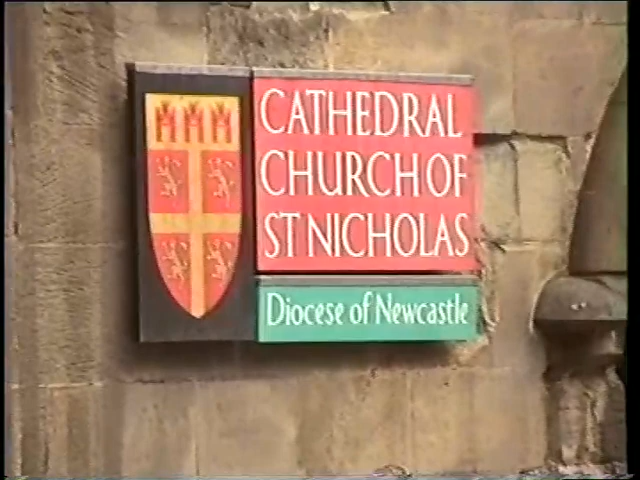 CATHEDRAL
CHURCH OF
ST NICHOLAS
Diocese of Newcastle